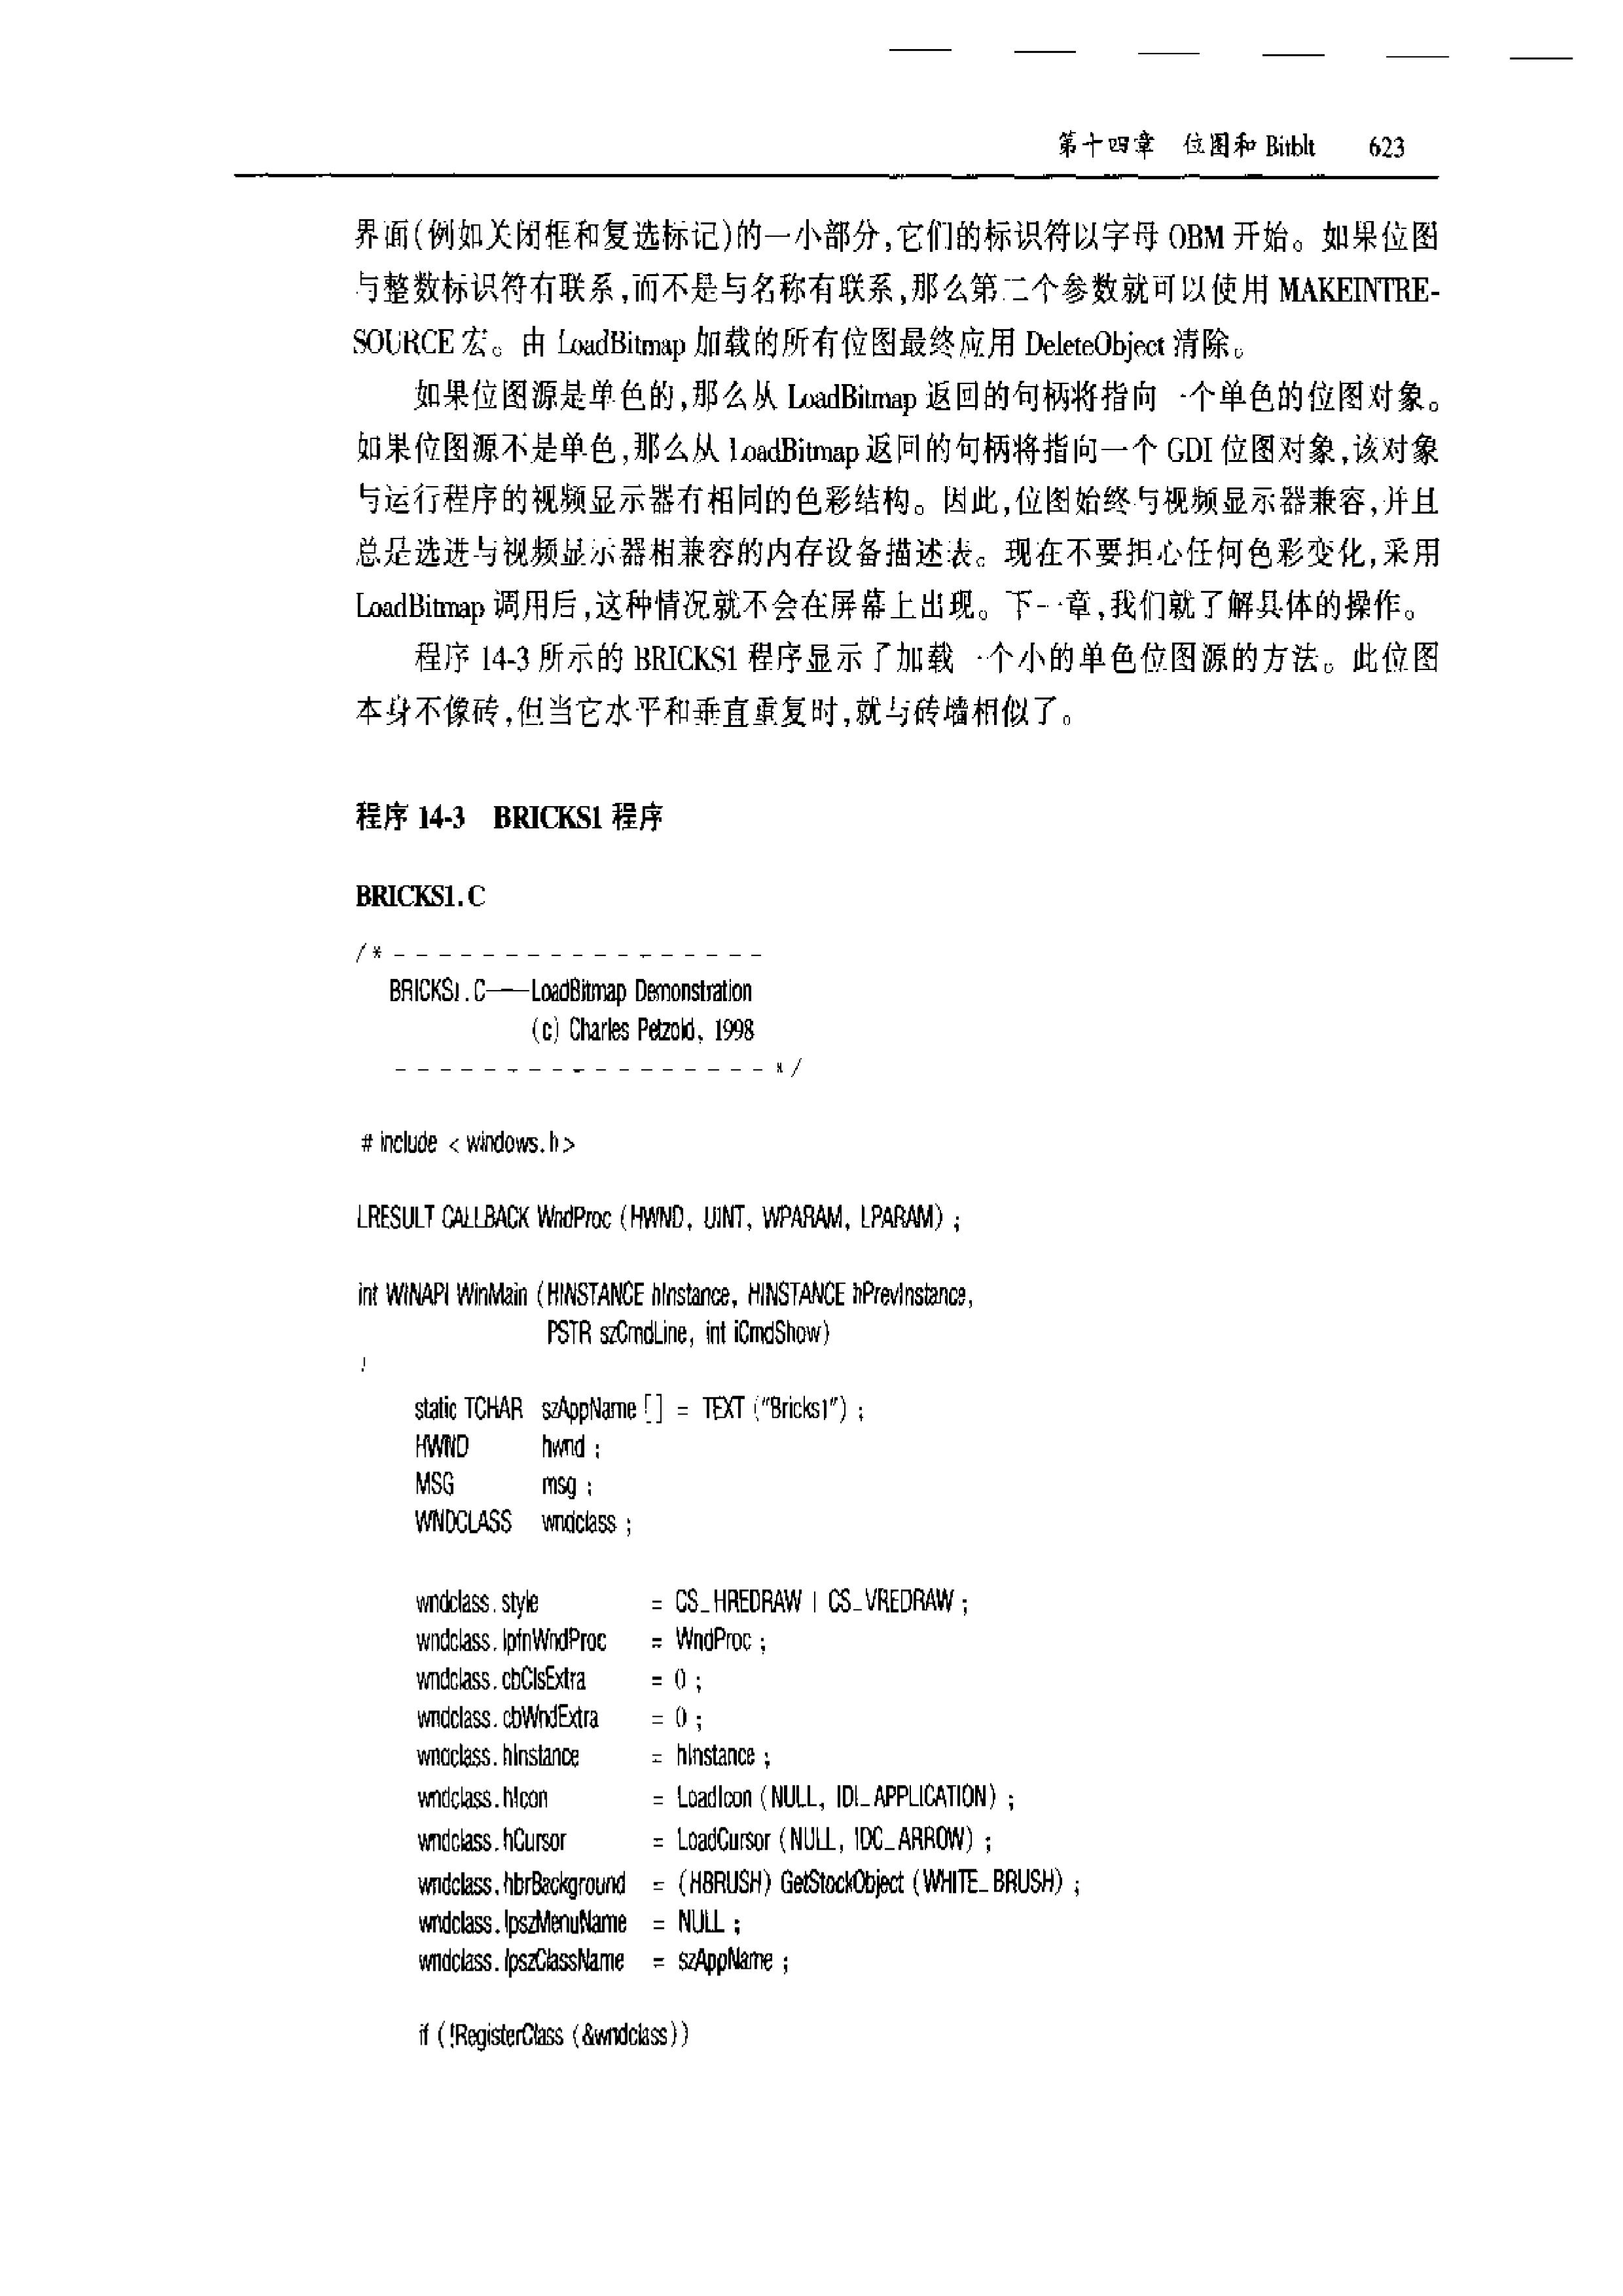 第十四章 位图和 Bitblt 623
界面(例如关闭框和复选标记)的一小部分,它们的标识符以字母 OBM 开始。如果位图
与整数标识符有联系,而不是与名称有联系,那么第二个参数就可以使用 MAKEINTRE-
SOURCE 宏。由 LoadBitmap 加载的所有位图最终应用 DeleteObject 清除。
如果位图源是单色的,那么从 LoadBitmap 返回的句柄将指向一个单色的位图对象。
如果位图源不是单色,那么从 LoadBitmap 返回的句柄将指向一个 GDI 位图对象,该对象
与运行程序的视频显示器有相同的色彩结构。因此,位图始终与视频显示器兼容,并且
总是选进与视频显示器相兼容的内存设备描述表。现在不要担心任何色彩变化,采用
LoadBitmap 调用后,这种情况就不会在屏幕上出现。下一章,我们就了解具体的操作。
程序 14-3 所示的 BRICKS1 程序显示了加载一个小的单色位图源的方法。此位图
本身不像砖,但当它水平和垂直重复时,就与砖墙相似了。
程序 14-3 BRICKS1 程序
BRICKS1.C
/* - - - - - - - - - - - - - - - - -
BRICKS1.C——LoadBitmap Demonstration
(c) Charles Petzold, 1998
- - - - - - - - - - - - - - - - - */
# include < windows.h >
LRESULT CALLBACK WndProc (HWND, UINT, WPARAM, LPARAM) ;
int WINAPI WinMain (HINSTANCE hInstance, HINSTANCE hPrevInstance,
PSTR szCmdLine, int iCmdShow)
static TCHAR szAppName [] = TEXT ("Bricks1") ;
HWND hwnd ;
MSG msg ;
WNDCLASS wndclass ;
wndclass.style = CS_HREDRAW | CS_VREDRAW ;
wndclass.lpfnWndProc = WndProc ;
wndclass.cbClsExtra = 0 ;
wndclass.cbWndExtra = 0 ;
wndclass.hInstance = hInstance ;
wndclass.hIcon = LoadIcon (NULL, IDI_APPLICATION) ;
wndclass.hCursor = LoadCursor (NULL, IDC_ARROW) ;
wndclass.hbrBackground = (HBRUSH) GetStockObject (WHITE_BRUSH) ;
wndclass.lpszMenuName = NULL ;
wndclass.lpszClassName = szAppName ;
if (!RegisterClass (&wndclass))